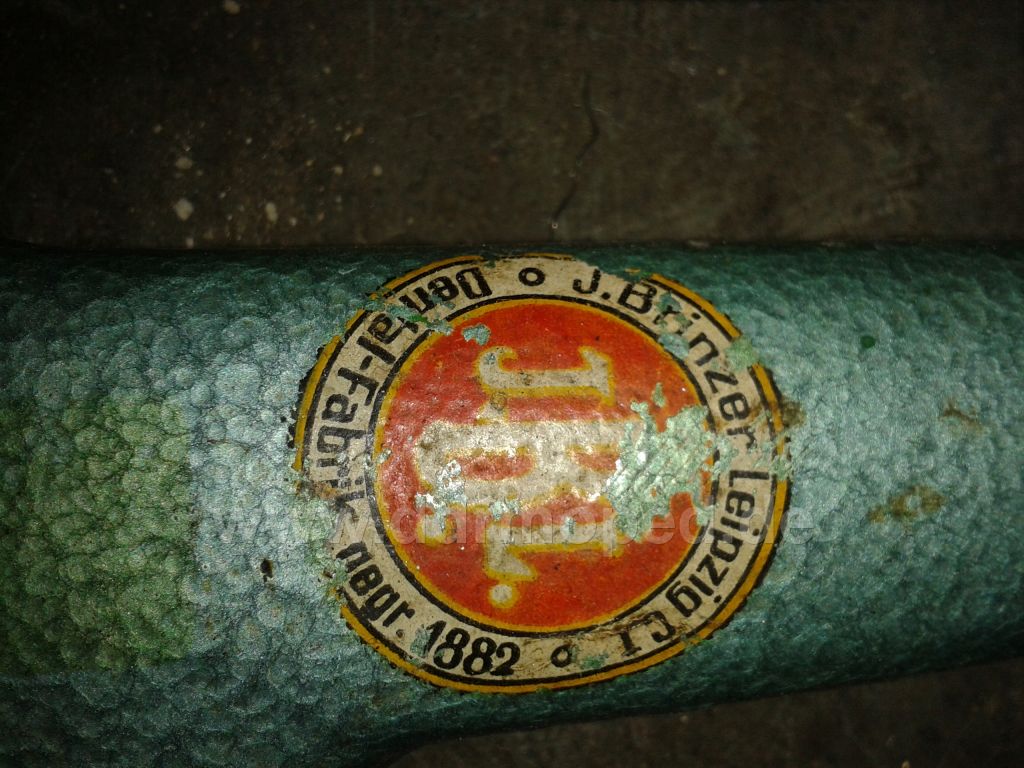 J.Brinzer Leipzig C1
Dental-Fabrik gegr. 1882
J.B.L.